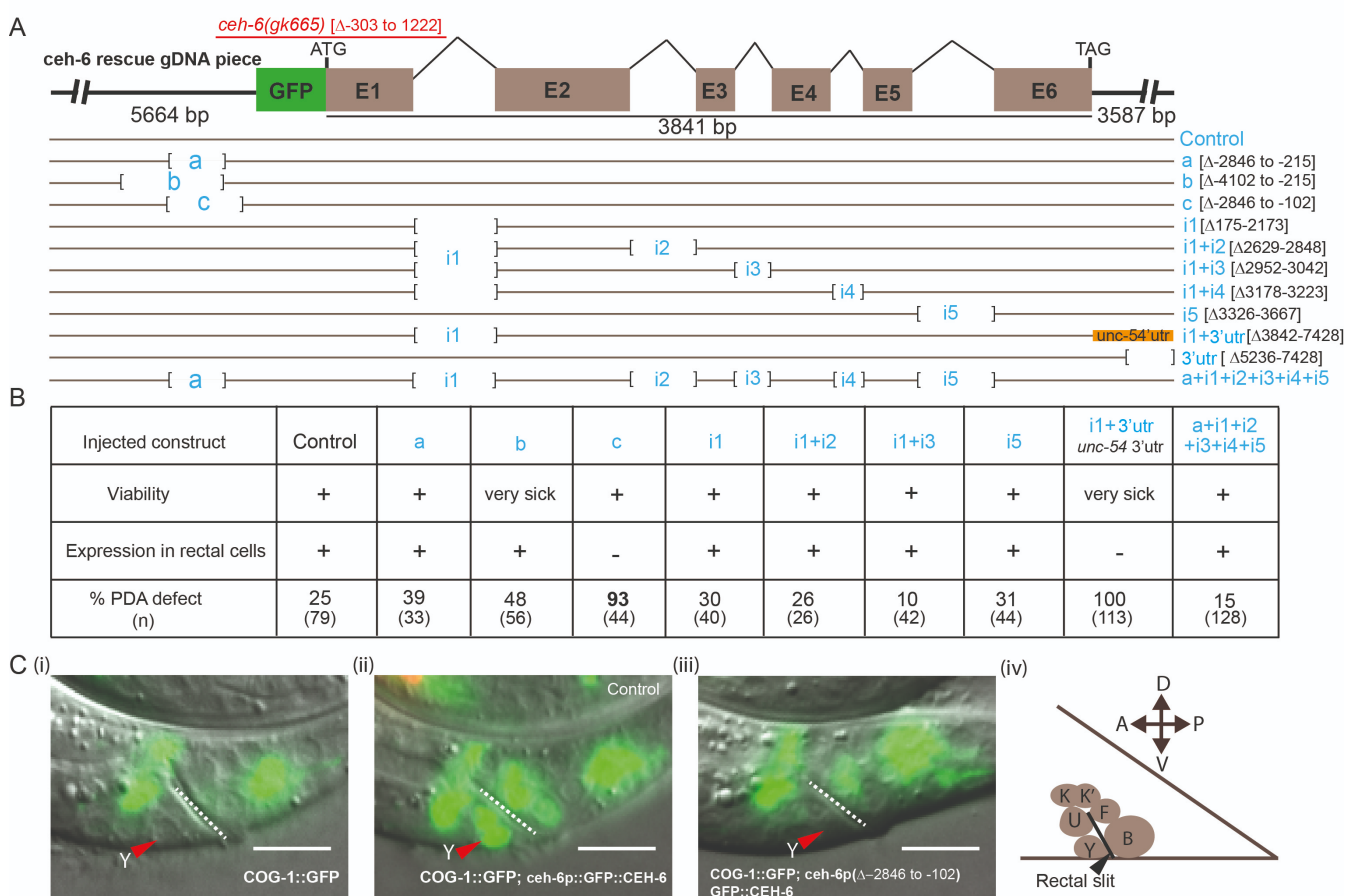 A
ceh-6(gk665) [Δ-303 to 1222]
ceh-6 rescue gDNA piece
ATG
TAG
GFP
E1
E2
E3
E4
E5
E6
5664 bp
3841 bp
3587 bp
Control
a
a [Δ-2846 to -215]
b
b [Δ-4102 to -215]
c
c [Δ-2846 to -102]
i1 [Δ175-2173]
i1
i2
i1+i2 [Δ2629-2848]
i3
i1+i3 [Δ2952-3042]
i4
i1+i4 [Δ3178-3223]
i5
i5 [Δ3326-3667]
i1
unc-54'utr
i1+3'utr [Δ3842-7428]
3'utr [ Δ5236-7428]
a
i1
i2
i3
i4
i5
a+i1+i2+i3+i4+i5
B
Injected construct
Control
a
b
c
i1
i1+i2
i1+i3
i5
i1+3'utr
unc-54 3'utr
a+i1+i2
+i3+i4+i5
Viability
+
+
very sick
+
+
+
+
+
very sick
+
Expression in rectal cells
+
+
+
-
+
+
+
+
-
+
% PDA defect
(n)
25
(79)
39
(33)
48
(56)
93
(44)
30
(40)
26
(26)
10
(42)
31
(44)
100
(113)
15
(128)
C
(i)
Y
COG-1::GFP
(ii)
Control
Y
COG-1::GFP; ceh-6p::GFP::CEH-6
(iii)
Y
COG-1::GFP; ceh-6p(Δ–2846 to -102)
GFP::CEH-6
(iv)
D
A
P
V
K
K'
F
U
B
Y
Rectal slit